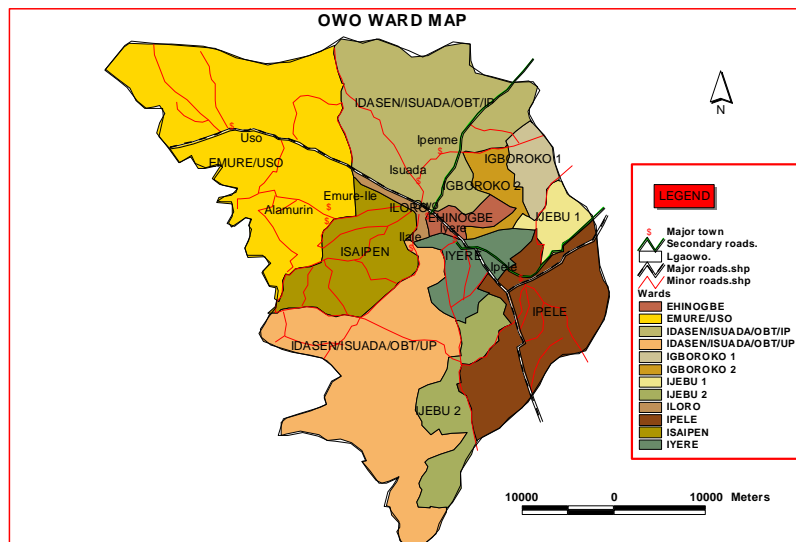 OWO WARD MAP
IDASEN/ISUADA/OBT/IP
Uso
Ipenme
EMURE/USO
Isuada
IGBOROKO 1
IGBOROKO 2
Emure-Ile
Alamurin
ILORO
Owo
EHINOGBE
IJEBU 1
Iyere
Ilale
ISAIPEN
IYERE
Ipele
IPELE
IDASEN/ISUADA/OBT/UP
IJEBU 2
N
LEGEND
$ Major town
Secondary roads.
Lgaowo.
Major roads.shp
Minor roads.shp
Wards
EHINOGBE
EMURE/USO
IDASEN/ISUADA/OBT/IP
IDASEN/ISUADA/OBT/UP
IGBOROKO 1
IGBOROKO 2
IJEBU 1
IJEBU 2
ILORO
IPELE
ISAIPEN
IYERE
10000 0 10000 Meters